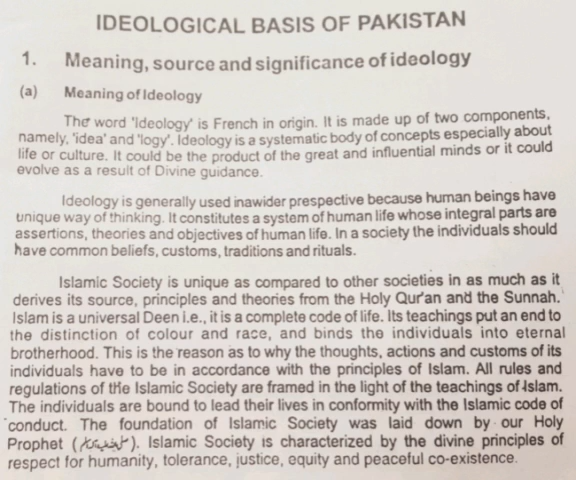 IDEOLOGICAL BASIS OF PAKISTAN
1. Meaning, source and significance of ideology
(a) Meaning of Ideology
The word 'Ideology' is French in origin. It is made up of two components,
namely, 'idea' and 'logy'. Ideology is a systematic body of concepts especially about
life or culture. It could be the product of the great and influential minds or it could
evolve as a result of Divine guidance.
Ideology is generally used inawider prespective because human beings have
unique way of thinking. It constitutes a system of human life whose integral parts are
assertions, theories and objectives of human life. In a society the individuals should
have common beliefs, customs, traditions and rituals.
Islamic Society is unique as compared to other societies in as much as it
derives its source, principles and theories from the Holy Qur'an and the Sunnah.
Islam is a universal Deen i.e., it is a complete code of life. Its teachings put an end to
the distinction of colour and race, and binds the individuals into eternal
brotherhood. This is the reason as to why the thoughts, actions and customs of its
individuals have to be in accordance with the principles of Islam. All rules and
regulations of the Islamic Society are framed in the light of the teachings of Islam.
The individuals are bound to lead their lives in conformity with the Islamic code of
conduct. The foundation of Islamic Society was laid down by our Holy
Prophet ( ). Islamic Society is characterized by the divine principles of
respect for humanity, tolerance, justice, equity and peaceful co-existence.